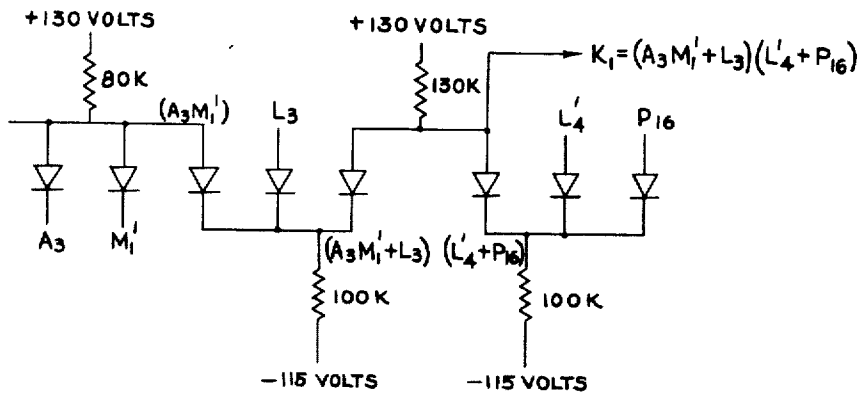 +130 VOLTS
+130 VOLTS
K₁=(A₃M₁'+L₃)(L₄'+P₁₆)
80K
130K
(A₃M₁')
L₃
L₄'
P₁₆
A₃
M₁'
(A₃M₁'+L₃)
(L₄'+P₁₆)
100K
100K
−115 VOLTS
−115 VOLTS